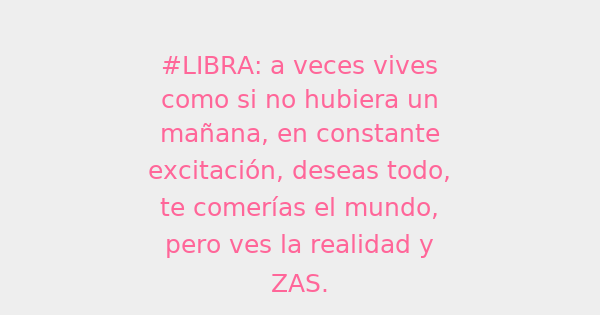 #LIBRA: a veces vives
como si no hubiera un
mañana, en constante
excitación, deseas todo,
te comerías el mundo,
pero ves la realidad y
ZAS.